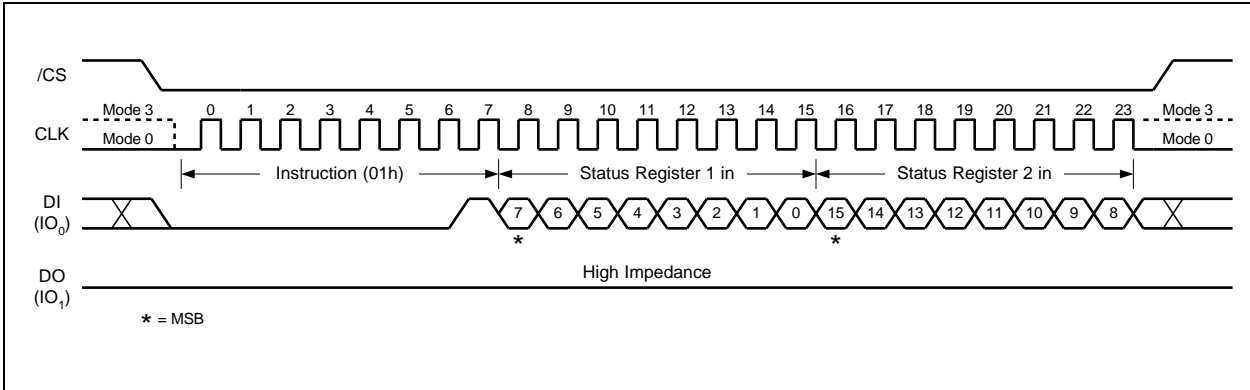 /CS
Mode 3 0 1 2 3 4 5 6 7 8 9 10 11 12 13 14 15 16 17 18 19 20 21 22 23 Mode 3
CLK Mode 0 Mode 0
Instruction (01h) Status Register 1 in Status Register 2 in
DI
(IO0) 7 6 5 4 3 2 1 0 15 14 13 12 11 10 9 8
* *
High Impedance
DO
(IO1)
* = MSB